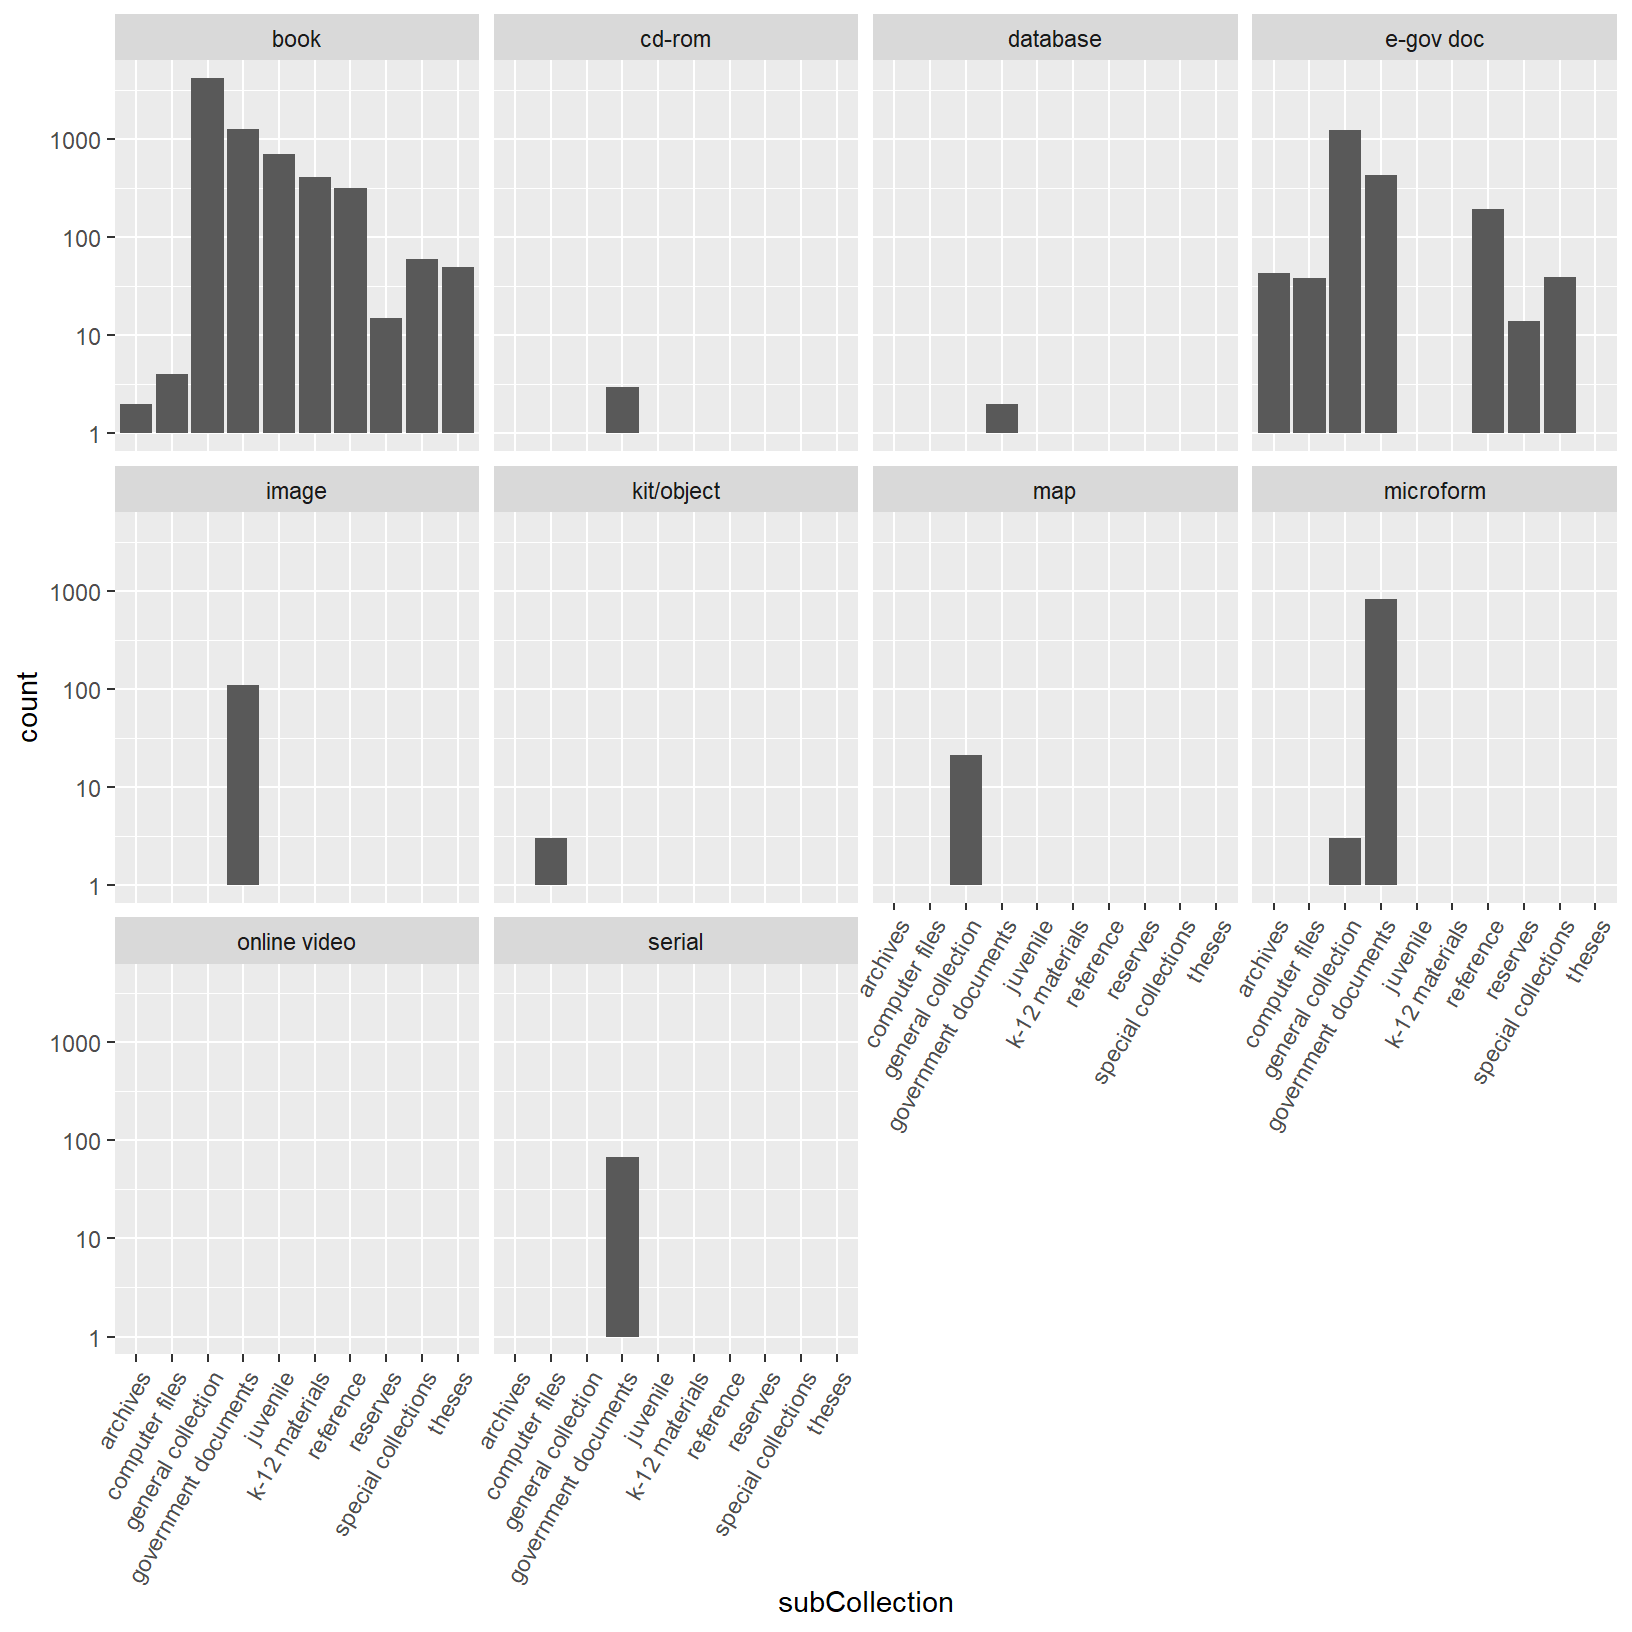 book
cd-rom
database
e-gov doc
1000
100
10
1
image
kit/object
map
microform
1000
100
10
1
count
archives
computer files
general collection
government documents
juvenile
k-12 materials
reference
reserves
special collections
theses
archives
computer files
general collection
government documents
juvenile
k-12 materials
reference
reserves
special collections
theses
online video
serial
1000
100
10
1
archives
computer files
general collection
government documents
juvenile
k-12 materials
reference
reserves
special collections
theses
archives
computer files
general collection
government documents
juvenile
k-12 materials
reference
reserves
special collections
theses
subCollection